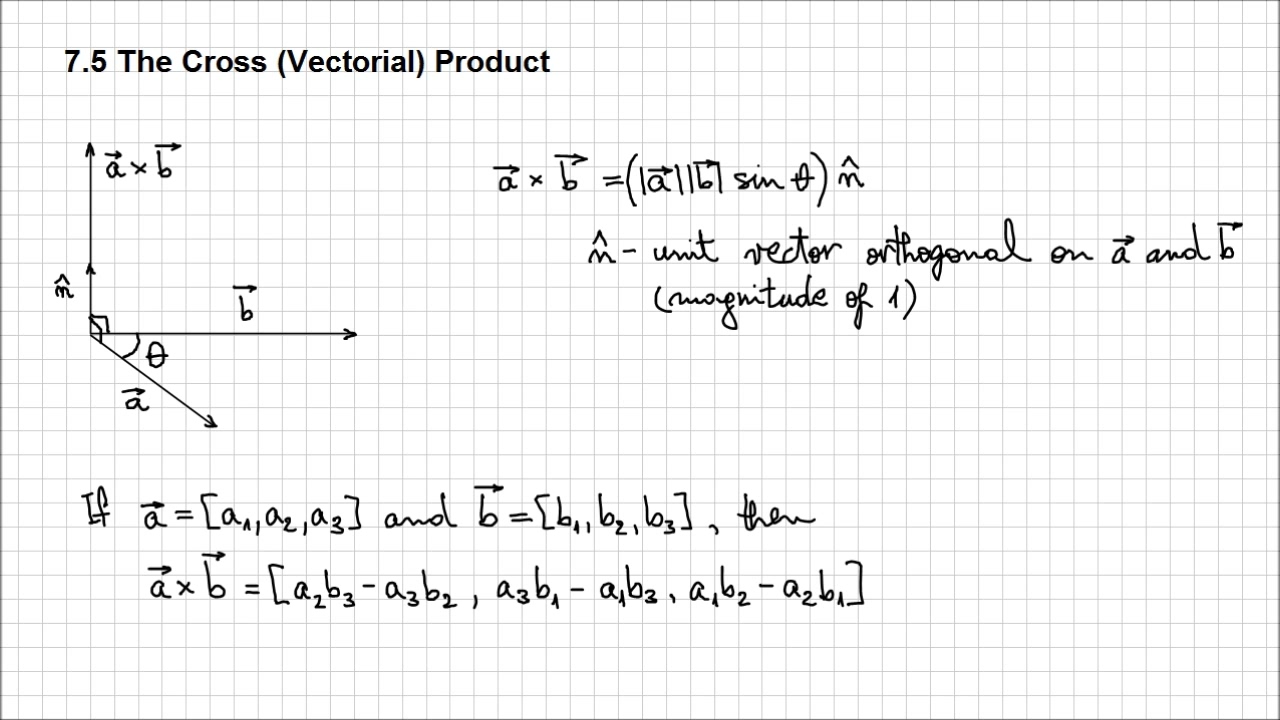 7.5 The Cross (Vectorial) Product
a⃗ × b⃗
a⃗ × b⃗ = (|a⃗||b⃗| sin θ) n̂
n̂ - unit vector orthogonal on a⃗ and b⃗
(magnitude of 1)
n̂
b⃗
θ
a⃗
If a⃗ = [a₁, a₂, a₃] and b⃗ = [b₁, b₂, b₃], then
a⃗ × b⃗ = [a₂b₃ - a₃b₂, a₃b₁ - a₁b₃, a₁b₂ - a₂b₁]